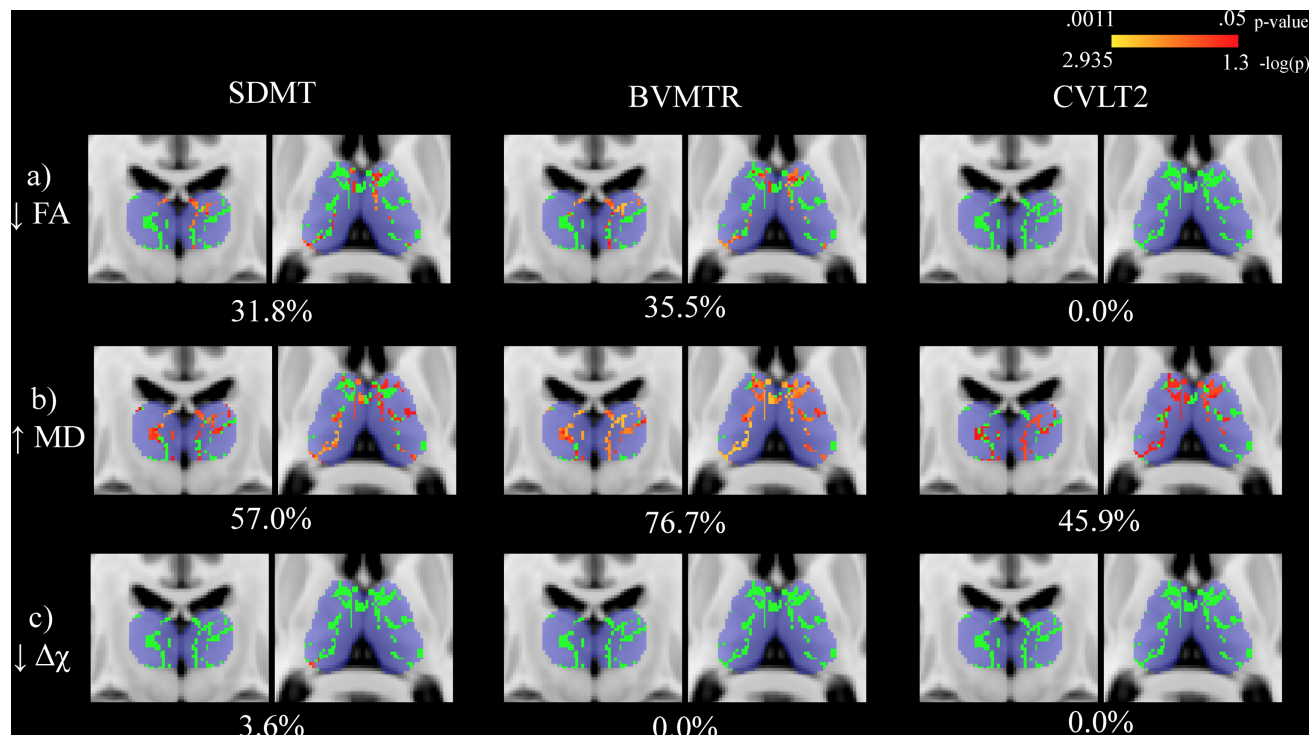 .0011 .05 p-value
2.935 1.3 -log(p)
SDMT BVMTR CVLT2
a)
↓ FA
31.8% 35.5% 0.0%
b)
↑ MD
57.0% 76.7% 45.9%
c)
↓ Δχ
3.6% 0.0% 0.0%